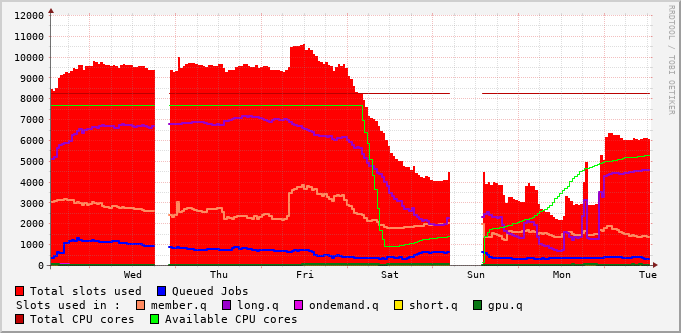 RRDTOOL / TOBI OETIKER
12000
11000
10000
9000
8000
7000
6000
5000
4000
3000
2000
1000
0
Wed Thu Fri Sat Sun Mon Tue
Total slots used Queued Jobs
Slots used in : member.q long.q ondemand.q short.q gpu.q
Total CPU cores Available CPU cores